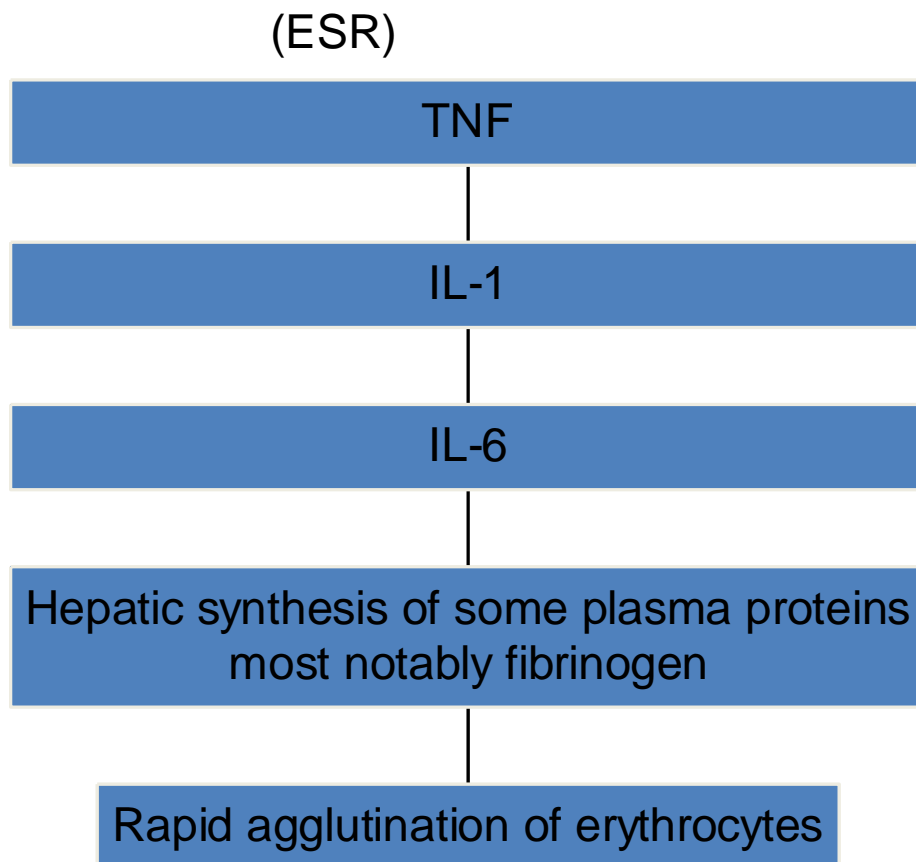 (ESR)
TNF
IL-1
IL-6
Hepatic synthesis of some plasma proteins
most notably fibrinogen
Rapid agglutination of erythrocytes